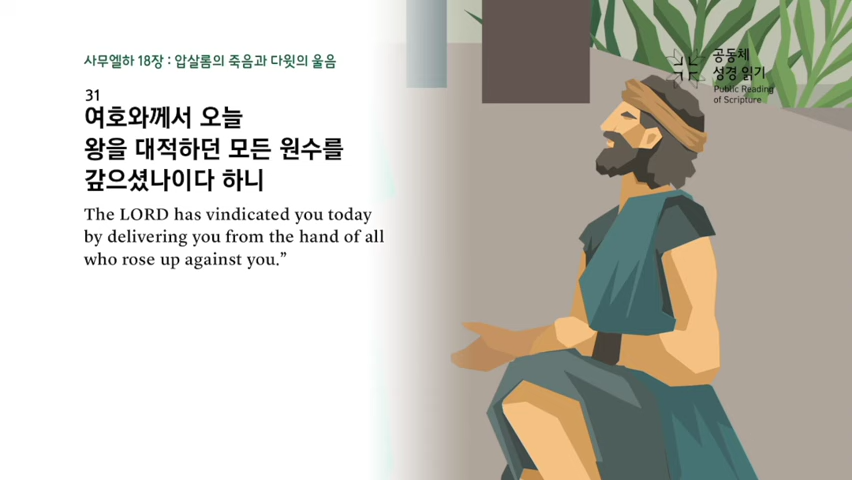 사무엘하 18장 : 압살롬의 죽음과 다윗의 울음
31
여호와께서 오늘
왕을 대적하던 모든 원수를
갚으셨나이다 하니
The LORD has vindicated you today
by delivering you from the hand of all
who rose up against you.”
공동체
성경 읽기
Public Reading
of Scripture